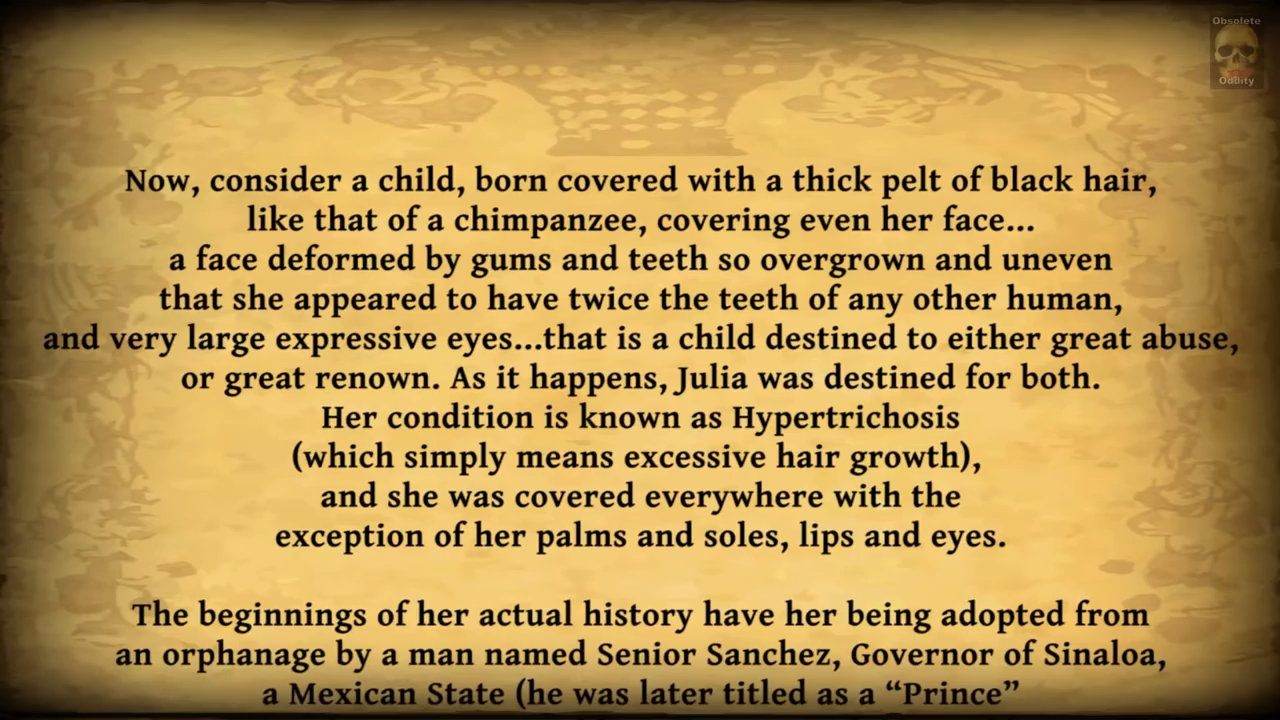 Obsolete
Oddity
Now, consider a child, born covered with a thick pelt of black hair,
like that of a chimpanzee, covering even her face...
a face deformed by gums and teeth so overgrown and uneven
that she appeared to have twice the teeth of any other human,
and very large expressive eyes...that is a child destined to either great abuse,
or great renown. As it happens, Julia was destined for both.
Her condition is known as Hypertrichosis
(which simply means excessive hair growth),
and she was covered everywhere with the
exception of her palms and soles, lips and eyes.
The beginnings of her actual history have her being adopted from
an orphanage by a man named Senior Sanchez, Governor of Sinaloa,
a Mexican State (he was later titled as a “Prince”